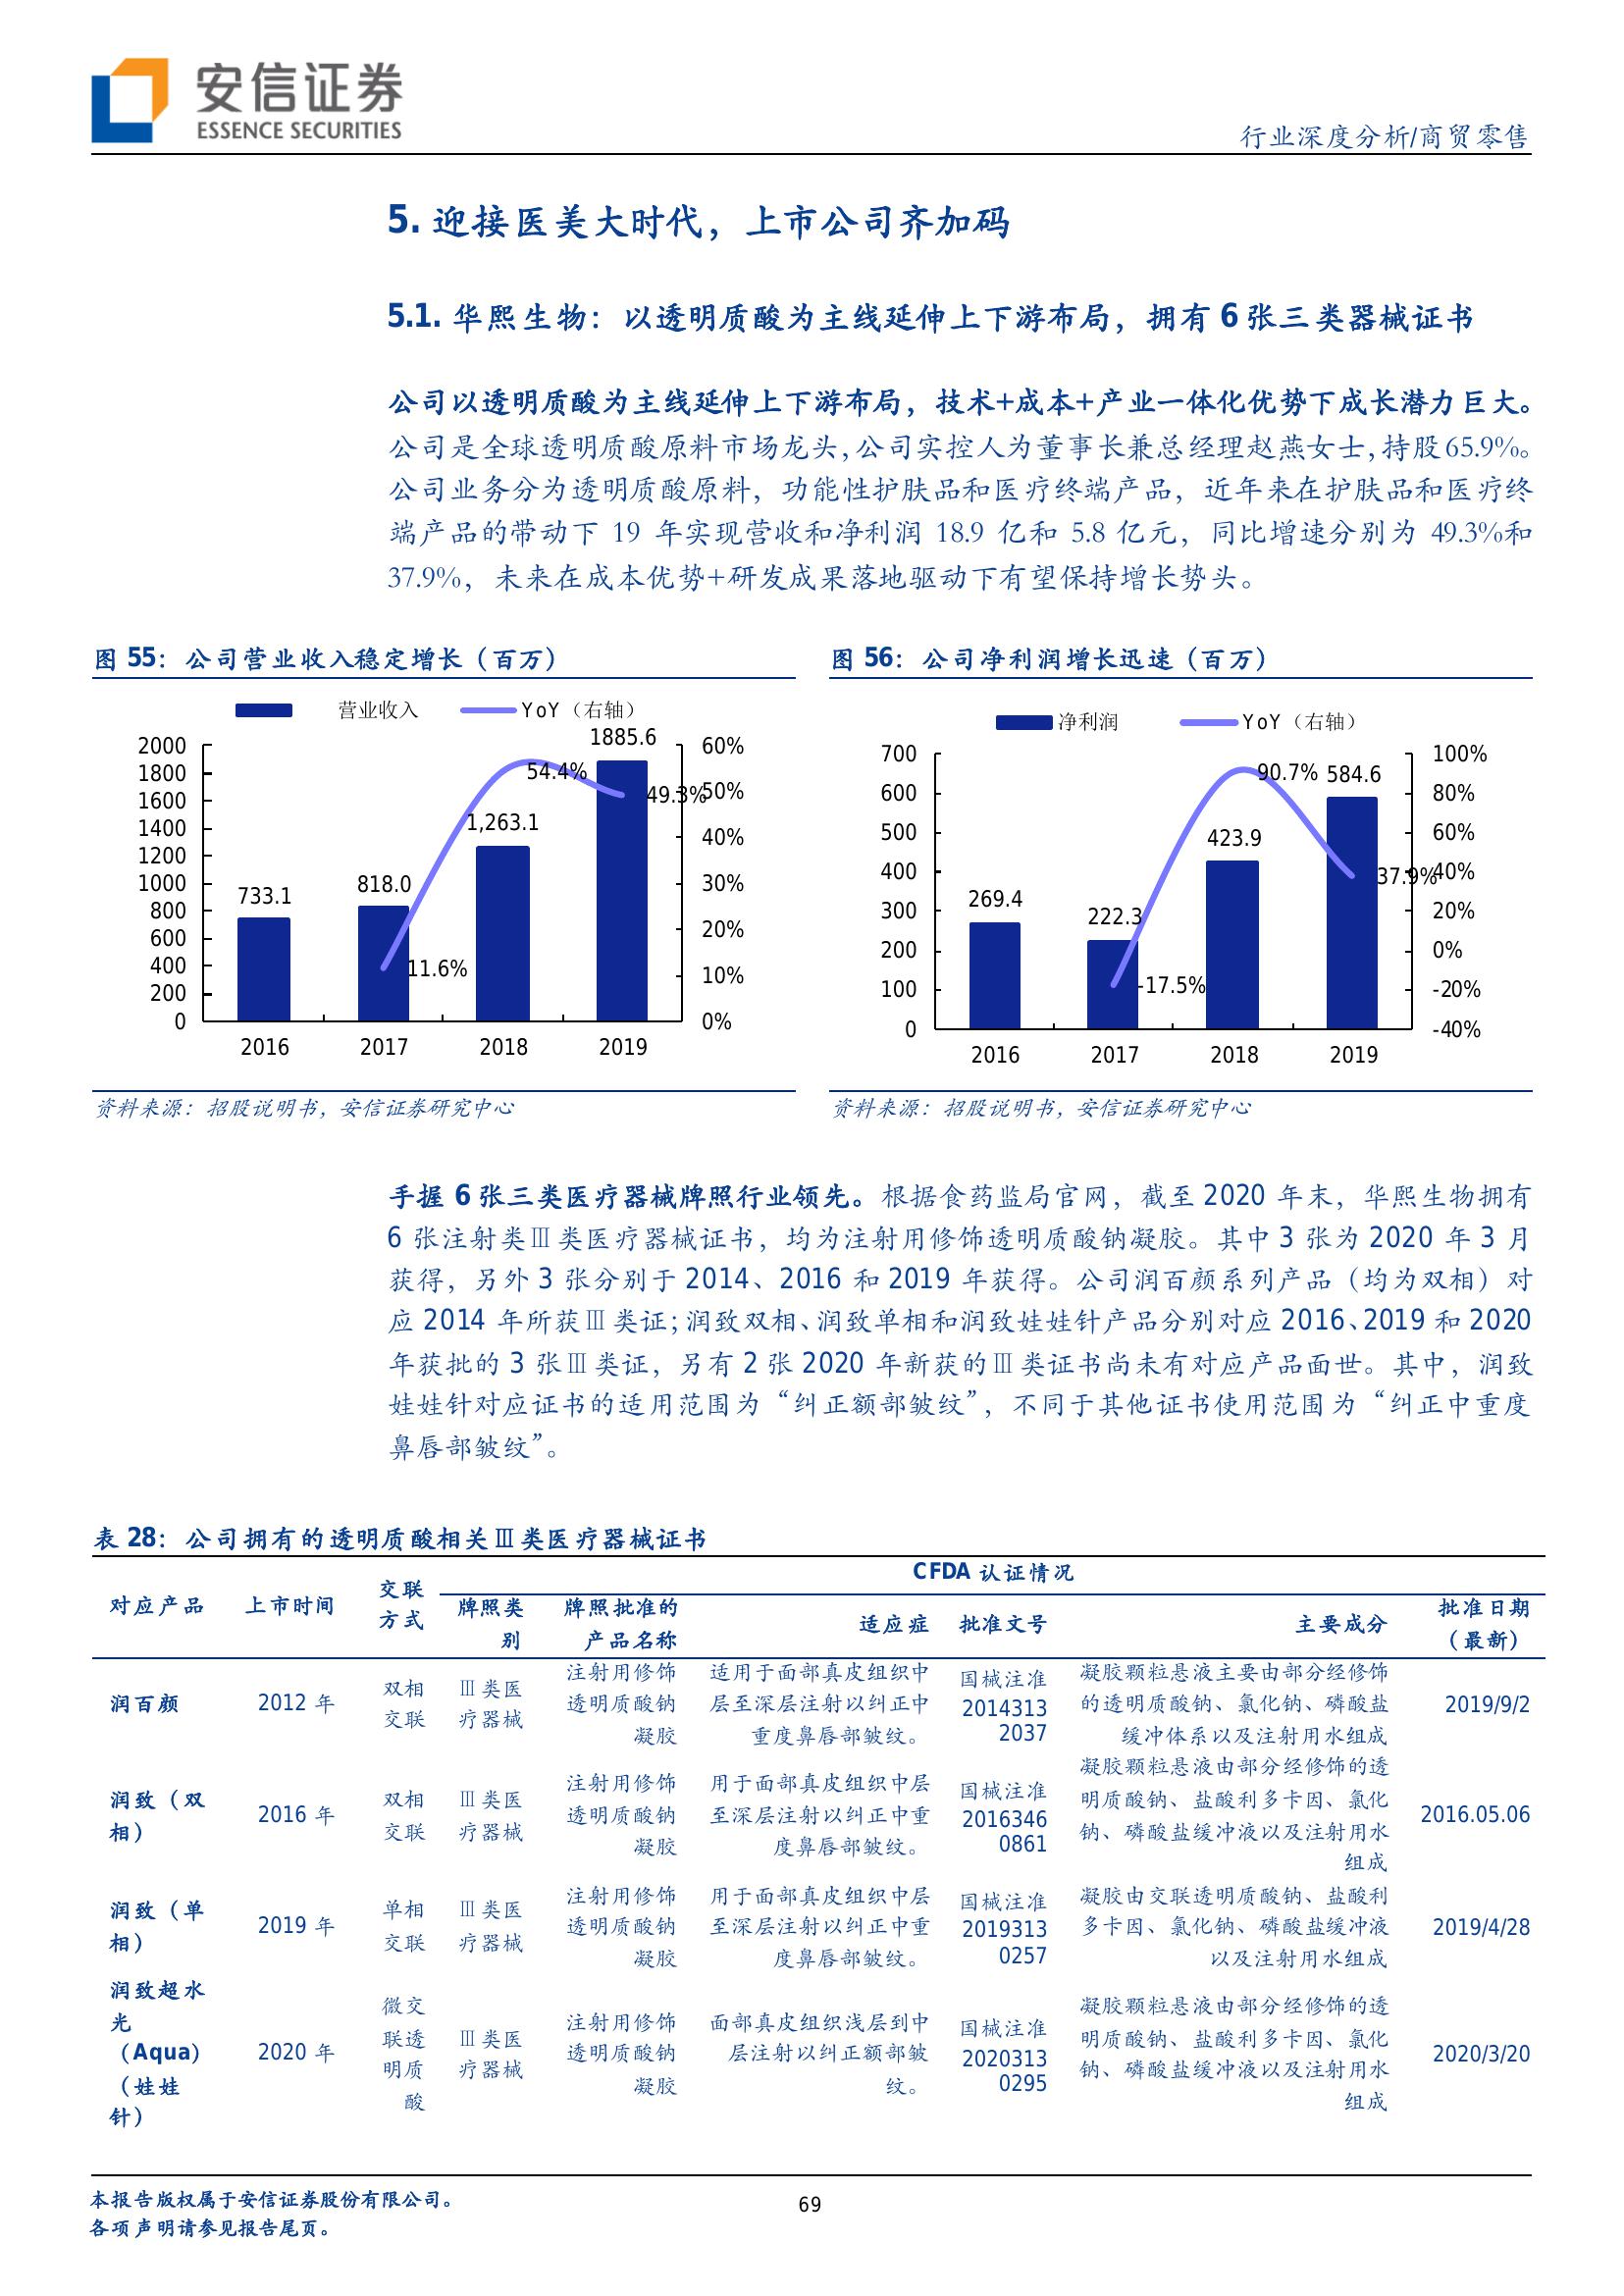 安信证券
ESSENCE SECURITIES
行业深度分析/商贸零售
5. 迎接医美大时代，上市公司齐加码
5.1. 华熙生物：以透明质酸为主线延伸上下游布局，拥有 6 张三类器械证书
公司以透明质酸为主线延伸上下游布局，技术+成本+产业一体化优势下成长潜力巨大。
公司是全球透明质酸原料市场龙头,公司实控人为董事长兼总经理赵燕女士,持股 65.9%。
公司业务分为透明质酸原料，功能性护肤品和医疗终端产品，近年来在护肤品和医疗终
端产品的带动下 19 年实现营收和净利润 18.9 亿和 5.8 亿元，同比增速分别为 49.3%和
37.9%，未来在成本优势+研发成果落地驱动下有望保持增长势头。
图 55：公司营业收入稳定增长（百万）
营业收入
YoY（右轴）
2000
1800
1600
1400
1200
1000
800
600
400
200
0
733.1
818.0
1,263.1
1885.6
11.6%
54.4%
49.3%
60%
50%
40%
30%
20%
10%
0%
2016
2017
2018
2019
资料来源：招股说明书，安信证券研究中心
图 56：公司净利润增长迅速（百万）
净利润
YoY（右轴）
700
600
500
400
300
200
100
0
269.4
222.3
423.9
584.6
-17.5%
90.7%
37.9%
100%
80%
60%
40%
20%
0%
-20%
-40%
2016
2017
2018
2019
资料来源：招股说明书，安信证券研究中心
手握 6 张三类医疗器械牌照行业领先。根据食药监局官网，截至 2020 年末，华熙生物拥有
6 张注射类Ⅲ类医疗器械证书，均为注射用修饰透明质酸钠凝胶。其中 3 张为 2020 年 3 月
获得，另外 3 张分别于 2014、2016 和 2019 年获得。公司润百颜系列产品（均为双相）对
应 2014 年所获Ⅲ类证;润致双相、润致单相和润致娃娃针产品分别对应 2016、2019 和 2020
年获批的 3 张Ⅲ类证，另有 2 张 2020 年新获的Ⅲ类证书尚未有对应产品面世。其中，润致
娃娃针对应证书的适用范围为“纠正额部皱纹”，不同于其他证书使用范围为“纠正中重度
鼻唇部皱纹”。
表 28：公司拥有的透明质酸相关Ⅲ类医疗器械证书
CFDA 认证情况
对应产品
上市时间
交联
方式
牌照类
别
牌照批准的
产品名称
适应症
批准文号
主要成分
批准日期
（最新）
润百颜
2012 年
双相
交联
Ⅲ类医
疗器械
注射用修饰
透明质酸钠
凝胶
适用于面部真皮组织中
层至深层注射以纠正中
重度鼻唇部皱纹。
国械注准
2014313
2037
凝胶颗粒悬液主要由部分经修饰
的透明质酸钠、氯化钠、磷酸盐
缓冲体系以及注射用水组成
2019/9/2
润致（双
相）
2016 年
双相
交联
Ⅲ类医
疗器械
注射用修饰
透明质酸钠
凝胶
用于面部真皮组织中层
至深层注射以纠正中重
度鼻唇部皱纹。
国械注准
2016346
0861
凝胶颗粒悬液由部分经修饰的透
明质酸钠、盐酸利多卡因、氯化
钠、磷酸盐缓冲液以及注射用水
组成
2016.05.06
润致（单
相）
2019 年
单相
交联
Ⅲ类医
疗器械
注射用修饰
透明质酸钠
凝胶
用于面部真皮组织中层
至深层注射以纠正中重
度鼻唇部皱纹。
国械注准
2019313
0257
凝胶由交联透明质酸钠、盐酸利
多卡因、氯化钠、磷酸盐缓冲液
以及注射用水组成
2019/4/28
润致超水
光
（Aqua）
（娃娃
针）
2020 年
微交
联透
明质
酸
Ⅲ类医
疗器械
注射用修饰
透明质酸钠
凝胶
面部真皮组织浅层到中
层注射以纠正额部皱
纹。
国械注准
2020313
0295
凝胶颗粒悬液由部分经修饰的透
明质酸钠、盐酸利多卡因、氯化
钠、磷酸盐缓冲液以及注射用水
组成
2020/3/20
本报告版权属于安信证券股份有限公司。
各项声明请参见报告尾页。
69